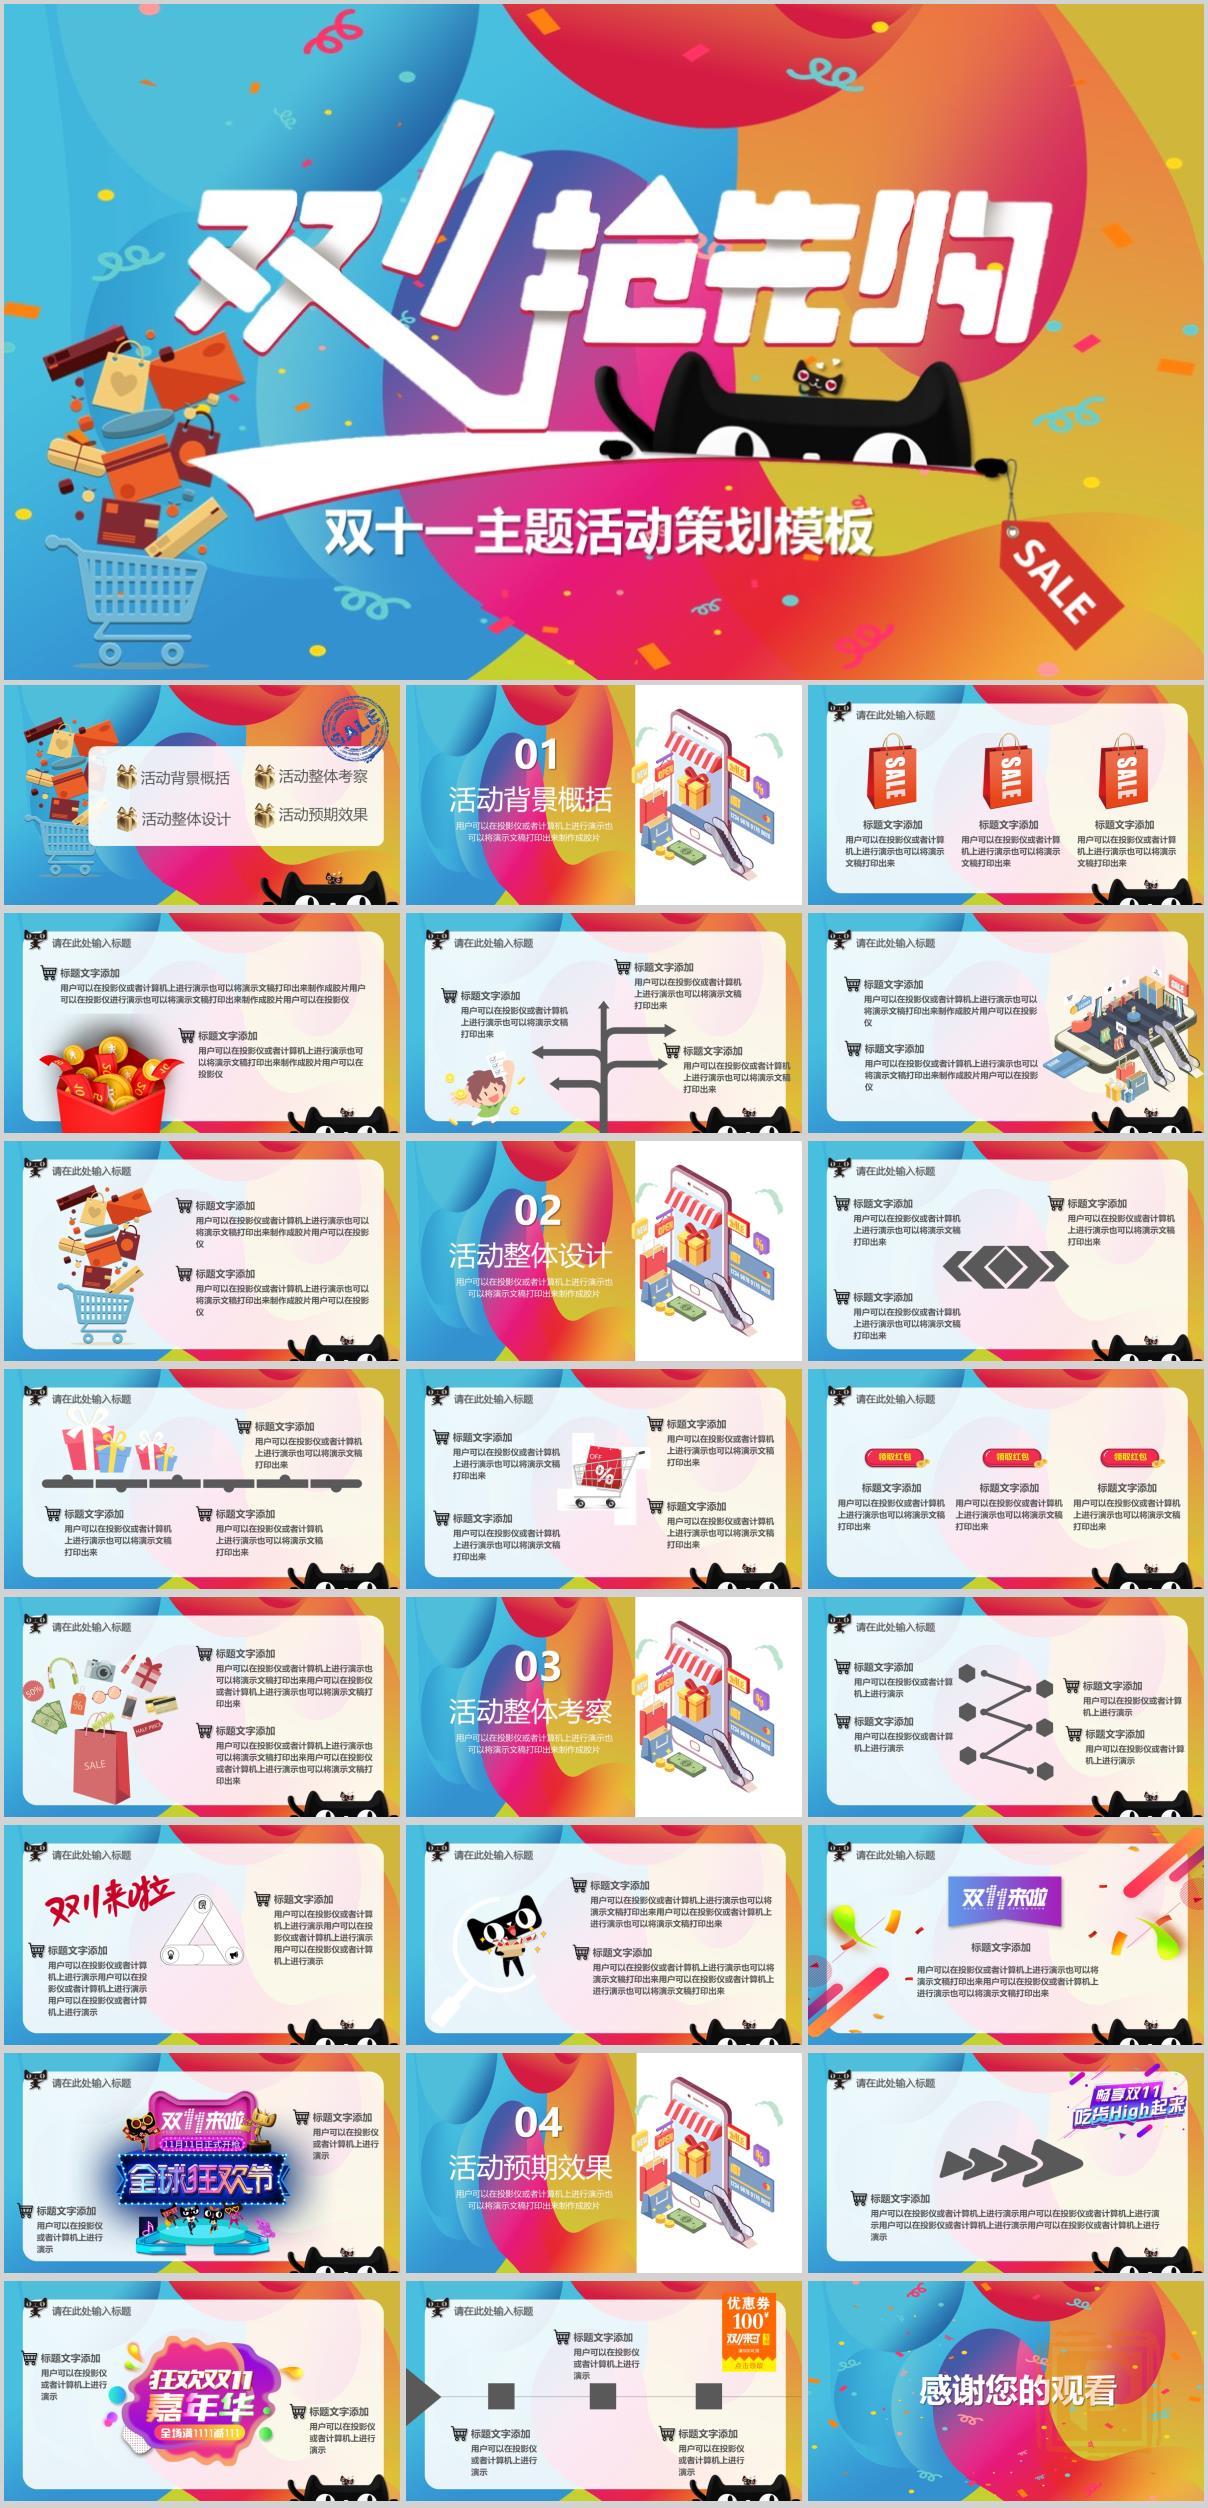 双11抢先购
双十一主题活动策划模板
SALE
SALE
活动背景概括
活动整体考察
活动整体设计
活动预期效果
01
活动背景概括
用户可以在投影仪或者计算机上进行演示也
可以将演示文稿打印出来制作成胶片
请在此处输入标题
SALE
SALE
SALE
标题文字添加
标题文字添加
标题文字添加
用户可以在投影仪或者计算
机上进行演示也可以将演示
文稿打印出来
用户可以在投影仪或者计算
机上进行演示也可以将演示
文稿打印出来
用户可以在投影仪或者计算
机上进行演示也可以将演示
文稿打印出来
请在此处输入标题
标题文字添加
用户可以在投影仪或者计算机上进行演示也可以将演示文稿打印出来制作成胶片用户
可以在投影仪进行演示也可以将演示文稿打印出来制作成胶片用户可以在投影仪
标题文字添加
用户可以在投影仪或者计算机上进行演示也可
以将演示文稿打印出来制作成胶片用户可以在
投影仪
请在此处输入标题
标题文字添加
用户可以在投影仪或者计算机
上进行演示也可以将演示文稿
打印出来
标题文字添加
用户可以在投影仪或者计算机
上进行演示也可以将演示文稿
打印出来
标题文字添加
用户可以在投影仪或者计算机
上进行演示也可以将演示文稿
打印出来
请在此处输入标题
标题文字添加
用户可以在投影仪或者计算机上进行演示也可以
将演示文稿打印出来制作成胶片用户可以在投影
仪
标题文字添加
用户可以在投影仪或者计算机上进行演示也可以
将演示文稿打印出来制作成胶片用户可以在投影
仪
请在此处输入标题
标题文字添加
用户可以在投影仪或者计算机上进行演示也可以
将演示文稿打印出来制作成胶片用户可以在投影
仪
标题文字添加
用户可以在投影仪或者计算机上进行演示也可以
将演示文稿打印出来制作成胶片用户可以在投影
仪
02
活动整体设计
用户可以在投影仪或者计算机上进行演示也
可以将演示文稿打印出来制作成胶片
请在此处输入标题
标题文字添加
用户可以在投影仪或者计算机
上进行演示也可以将演示文稿
打印出来
标题文字添加
用户可以在投影仪或者计算机
上进行演示也可以将演示文稿
打印出来
标题文字添加
用户可以在投影仪或者计算机
上进行演示也可以将演示文稿
打印出来
请在此处输入标题
标题文字添加
用户可以在投影仪或者计算机
上进行演示也可以将演示文稿
打印出来
标题文字添加
用户可以在投影仪或者计算机
上进行演示也可以将演示文稿
打印出来
标题文字添加
用户可以在投影仪或者计算机
上进行演示也可以将演示文稿
打印出来
请在此处输入标题
标题文字添加
用户可以在投影仪或者计算机
上进行演示也可以将演示文稿
打印出来
OFF
%
标题文字添加
用户可以在投影仪或者计算机
上进行演示也可以将演示文稿
打印出来
标题文字添加
用户可以在投影仪或者计算机
上进行演示也可以将演示文稿
打印出来
标题文字添加
用户可以在投影仪或者计算机
上进行演示也可以将演示文稿
打印出来
请在此处输入标题
领取红包
领取红包
领取红包
标题文字添加
标题文字添加
标题文字添加
用户可以在投影仪或者计算机
上进行演示也可以将演示文稿
打印出来
用户可以在投影仪或者计算机
上进行演示也可以将演示文稿
打印出来
用户可以在投影仪或者计算机
上进行演示也可以将演示文稿
打印出来
请在此处输入标题
50%
%
HALF PRICE
SALE
标题文字添加
用户可以在投影仪或者计算机上进行演示也
可以将演示文稿打印出来用户可以在投影仪
或者计算机上进行演示也可以将演示文稿打
印出来
标题文字添加
用户可以在投影仪或者计算机上进行演示也
可以将演示文稿打印出来用户可以在投影仪
或者计算机上进行演示也可以将演示文稿打
印出来
03
活动整体考察
用户可以在投影仪或者计算机上进行演示也
可以将演示文稿打印出来制作成胶片
请在此处输入标题
标题文字添加
用户可以在投影仪或者计算
机上进行演示
标题文字添加
用户可以在投影仪或者计算
机上进行演示
标题文字添加
用户可以在投影仪或者计算
机上进行演示
标题文字添加
用户可以在投影仪或者计算
机上进行演示
请在此处输入标题
双11来啦
标题文字添加
用户可以在投影仪或者计算
机上进行演示用户可以在投
影仪或者计算机上进行演示
用户可以在投影仪或者计算
机上进行演示
标题文字添加
用户可以在投影仪或者计算
机上进行演示用户可以在投
影仪或者计算机上进行演示
用户可以在投影仪或者计算
机上进行演示
请在此处输入标题
标题文字添加
用户可以在投影仪或者计算机上进行演示也可以将
演示文稿打印出来用户可以在投影仪或者计算机上
进行演示也可以将演示文稿打印出来
标题文字添加
用户可以在投影仪或者计算机上进行演示也可以将
演示文稿打印出来用户可以在投影仪或者计算机上
进行演示也可以将演示文稿打印出来
请在此处输入标题
双11来啦
标题文字添加
用户可以在投影仪或者计算机上进行演示也可以将
演示文稿打印出来用户可以在投影仪或者计算机上
进行演示也可以将演示文稿打印出来
请在此处输入标题
双11来啦
11月11日正式开抢
全球狂欢节
标题文字添加
用户可以在投影仪
或者计算机上进行
演示
标题文字添加
用户可以在投影仪
或者计算机上进行
演示
04
活动预期效果
用户可以在投影仪或者计算机上进行演示也
可以将演示文稿打印出来制作成胶片
请在此处输入标题
畅享双11
吃货High起来
标题文字添加
用户可以在投影仪或者计算机上进行演示用户可以在投影仪或者计算机上进行演
示用户可以在投影仪或者计算机上进行演示用户可以在投影仪或者计算机上进行
演示
请在此处输入标题
标题文字添加
用户可以在投影仪
或者计算机上进行
演示
狂欢双11
嘉年华
全场满1111减111
标题文字添加
用户可以在投影仪
或者计算机上进行
演示
请在此处输入标题
优惠券
100¥
双11来了
点击领取
标题文字添加
用户可以在投影仪
或者计算机上进行
演示
标题文字添加
用户可以在投影仪
或者计算机上进行
演示
标题文字添加
用户可以在投影仪
或者计算机上进行
演示
感谢您的观看